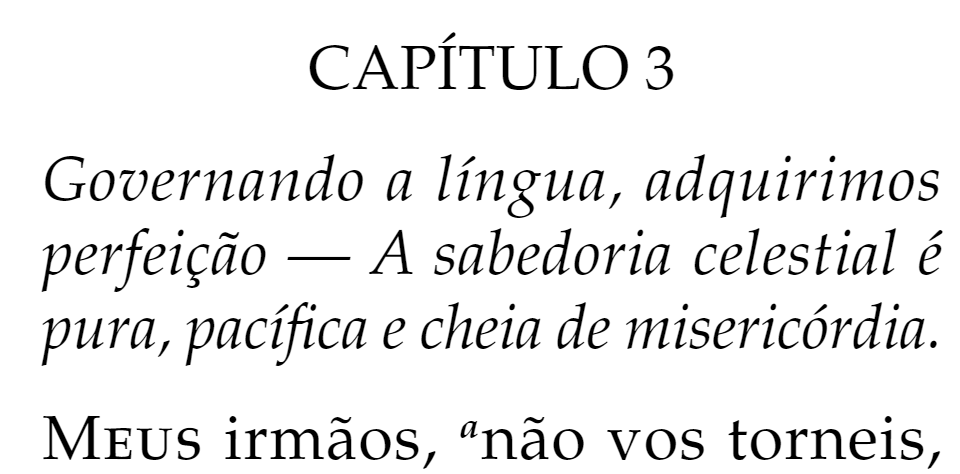 CAPÍTULO 3
Governando a língua, adquirimos
perfeição — A sabedoria celestial é
pura, pacífica e cheia de misericórdia.
MEUS irmãos, ᵃnão vos torneis,